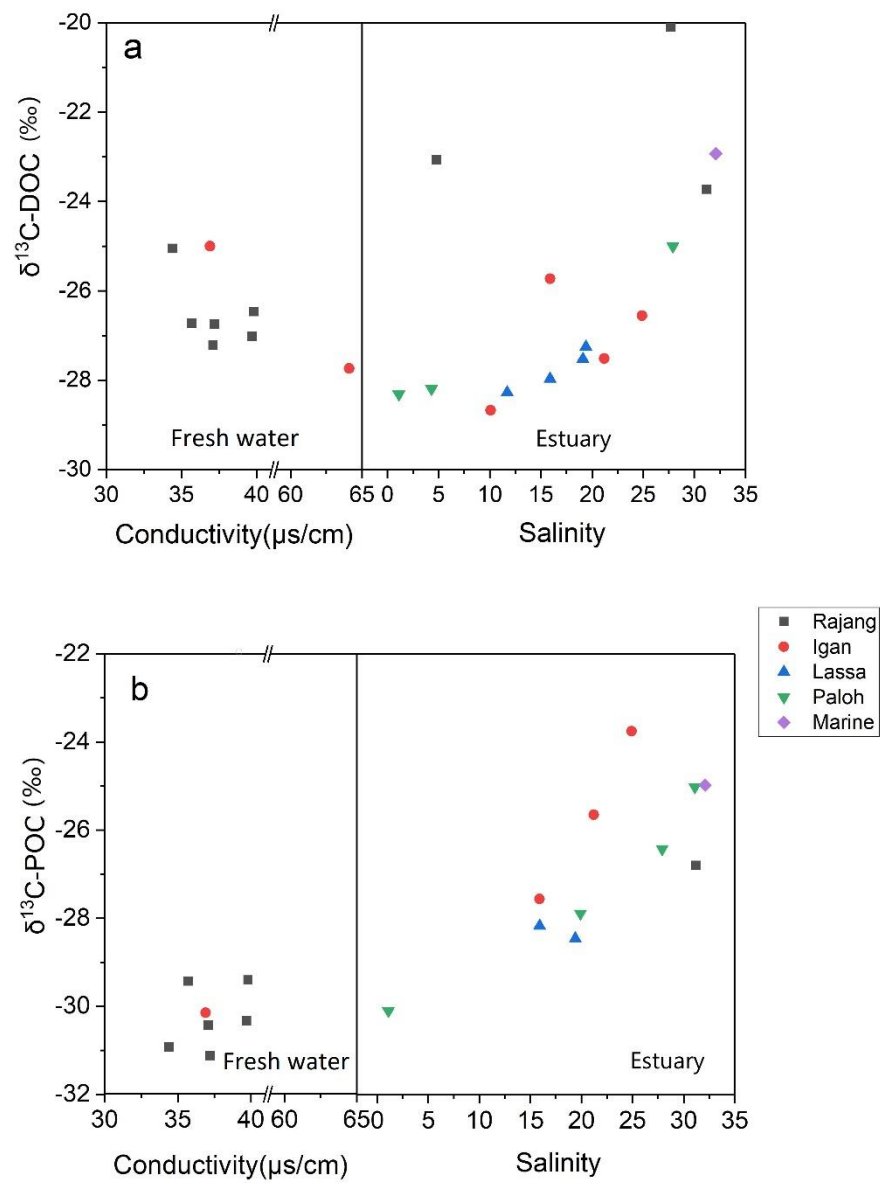 a
-20
-22
-24
-26
-28
-30
δ¹³C-DOC (‰)
Fresh water
Estuary
30 35 40 60 65 0 5 10 15 20 25 30 35
Conductivity(µs/cm)
Salinity
b
-22
-24
-26
-28
-30
-32
δ¹³C-POC (‰)
Fresh water
Estuary
30 35 40 60 65 0 5 10 15 20 25 30 35
Conductivity(µs/cm)
Salinity
Rajang
Igan
Lassa
Paloh
Marine